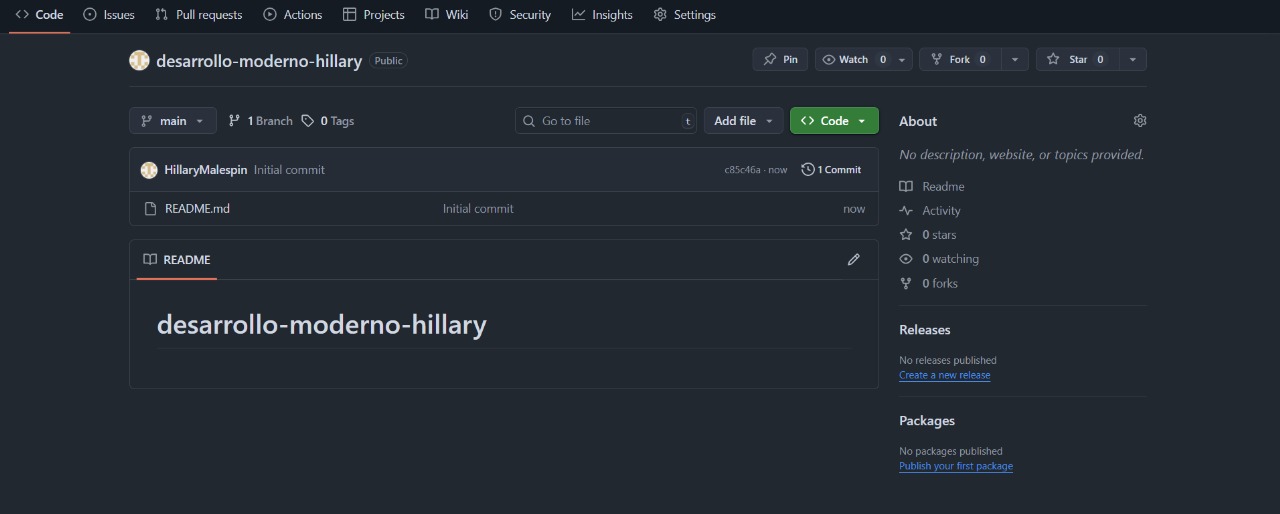 Code Issues Pull requests Actions Projects Wiki Security Insights Settings
desarrollo-moderno-hillary Public Pin Watch 0 Fork 0 Star 0
main 1 Branch 0 Tags Go to file t Add file Code
HillaryMalespin Initial commit c85c46a · now 1 Commit
README.md Initial commit now
README
desarrollo-moderno-hillary
About
No description, website, or topics provided.
Readme
Activity
0 stars
0 watching
0 forks
Releases
No releases published
Create a new release
Packages
No packages published
Publish your first package